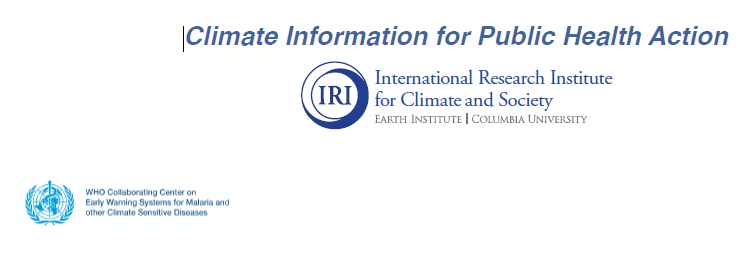 Climate Information for Public Health Action
IRI
International Research Institute
for Climate and Society
EARTH INSTITUTE | COLUMBIA UNIVERSITY
WHO Collaborating Center on
Early Warning Systems for Malaria and
other Climate Sensitive Diseases